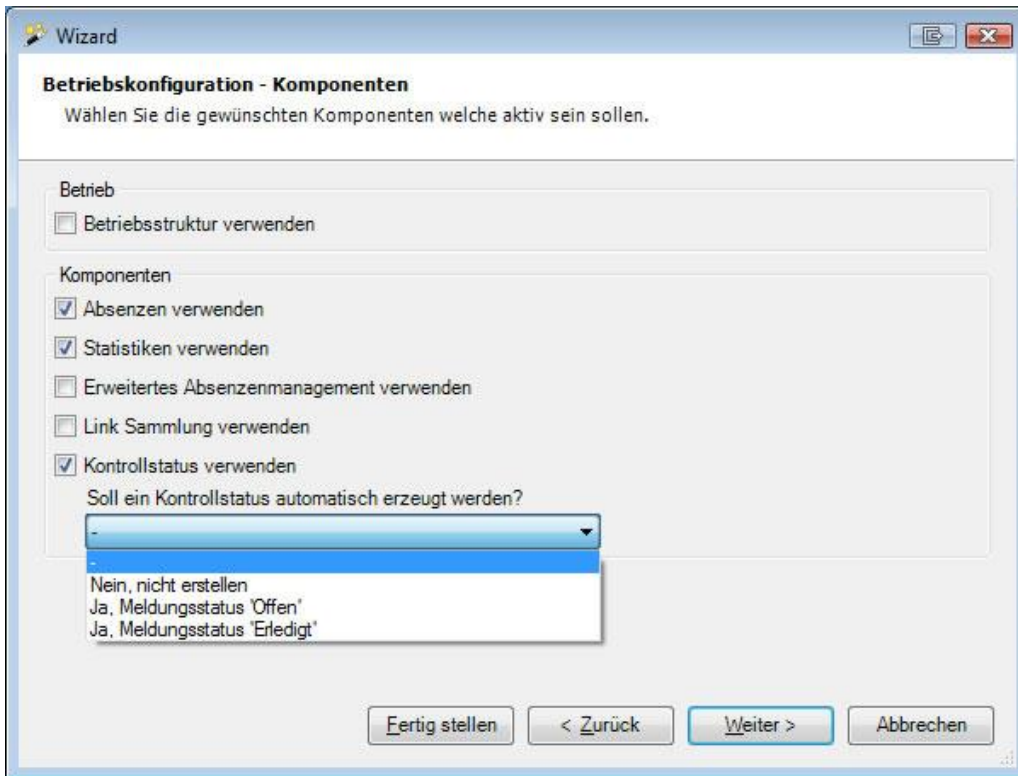 Wizard
Betriebskonfiguration - Komponenten
Wählen Sie die gewünschten Komponenten welche aktiv sein sollen.
Betrieb
Betriebsstruktur verwenden
Komponenten
Absenzen verwenden
Statistiken verwenden
Erweitertes Absenzenmanagement verwenden
Link Sammlung verwenden
Kontrollstatus verwenden
Soll ein Kontrollstatus automatisch erzeugt werden?
-
-
Nein, nicht erstellen
Ja, Meldungsstatus 'Offen'
Ja, Meldungsstatus 'Erledigt'
Fertig stellen < Zurück Weiter > Abbrechen